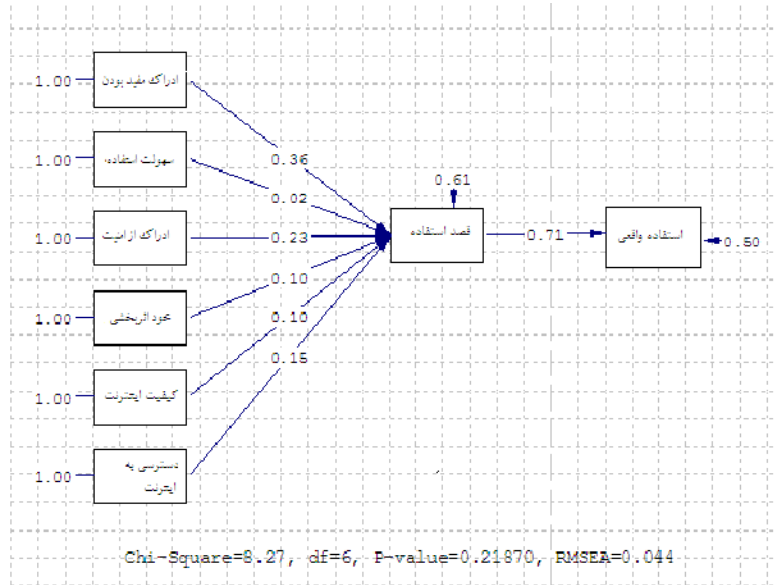 1.00
ادراک مفید بودن
0.36
1.00
سهولت استفاده
0.02
1.00
ادراک از امنیت
0.23
1.00
خود اثربخشی
0.10
1.00
کیفیت اینترنت
0.10
1.00
دسترسی به
اینترنت
0.15
0.61
قصد استفاده
0.71
استفاده واقعی
0.50
Chi-Square=8.27, df=6, P-value=0.21870, RMSEA=0.044